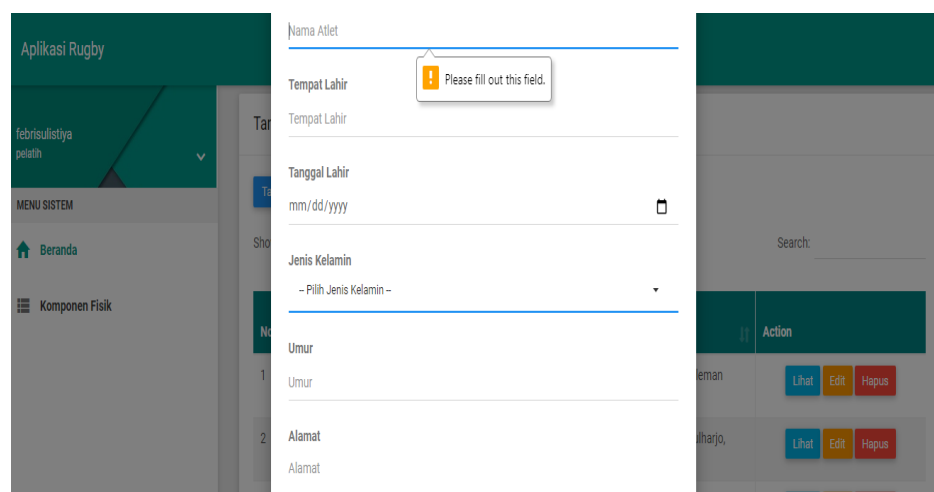 Aplikasi Rugby
febrisulistiya
pelatih
MENU SISTEM
Beranda
Komponen Fisik
Nama Atlet
Please fill out this field.
Tempat Lahir
Tempat Lahir
Tanggal Lahir
mm/dd/yyyy
Jenis Kelamin
-- Pilih Jenis Kelamin --
Umur
Umur
Alamat
Alamat
Search:
Action
1
Lihat Edit Hapus
2
Lihat Edit Hapus